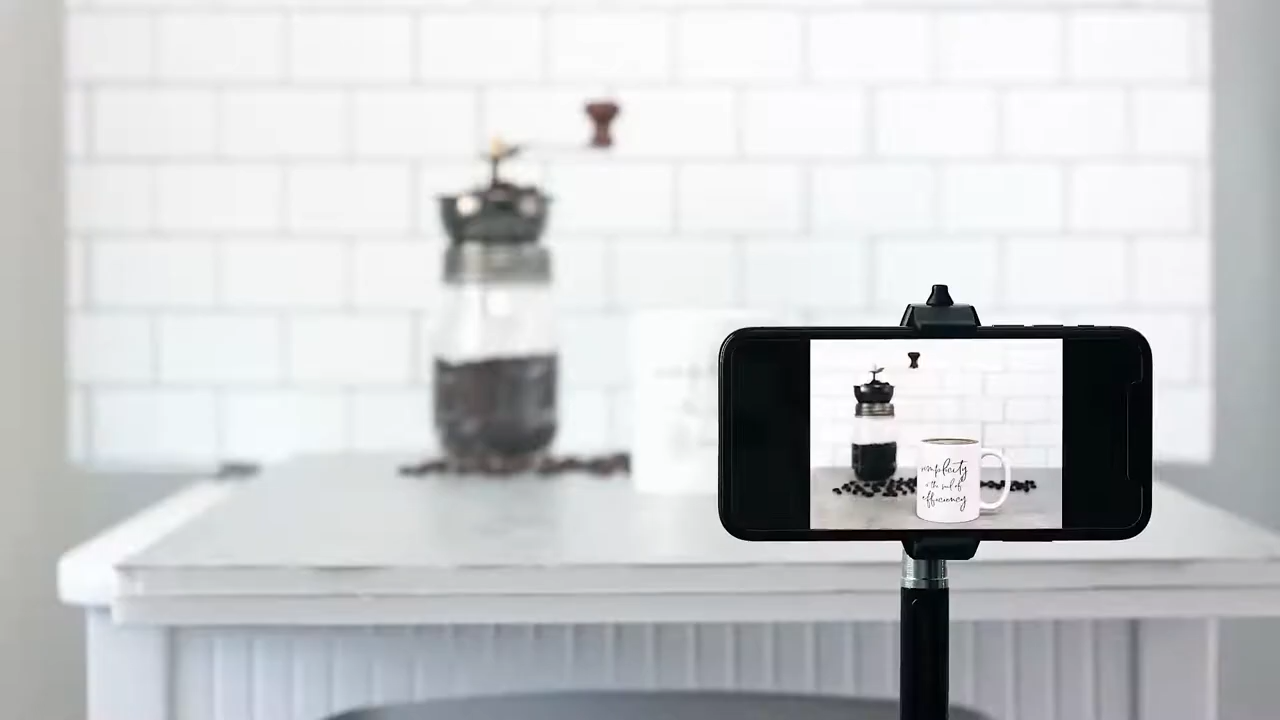 simplicity
is the soul of
efficiency